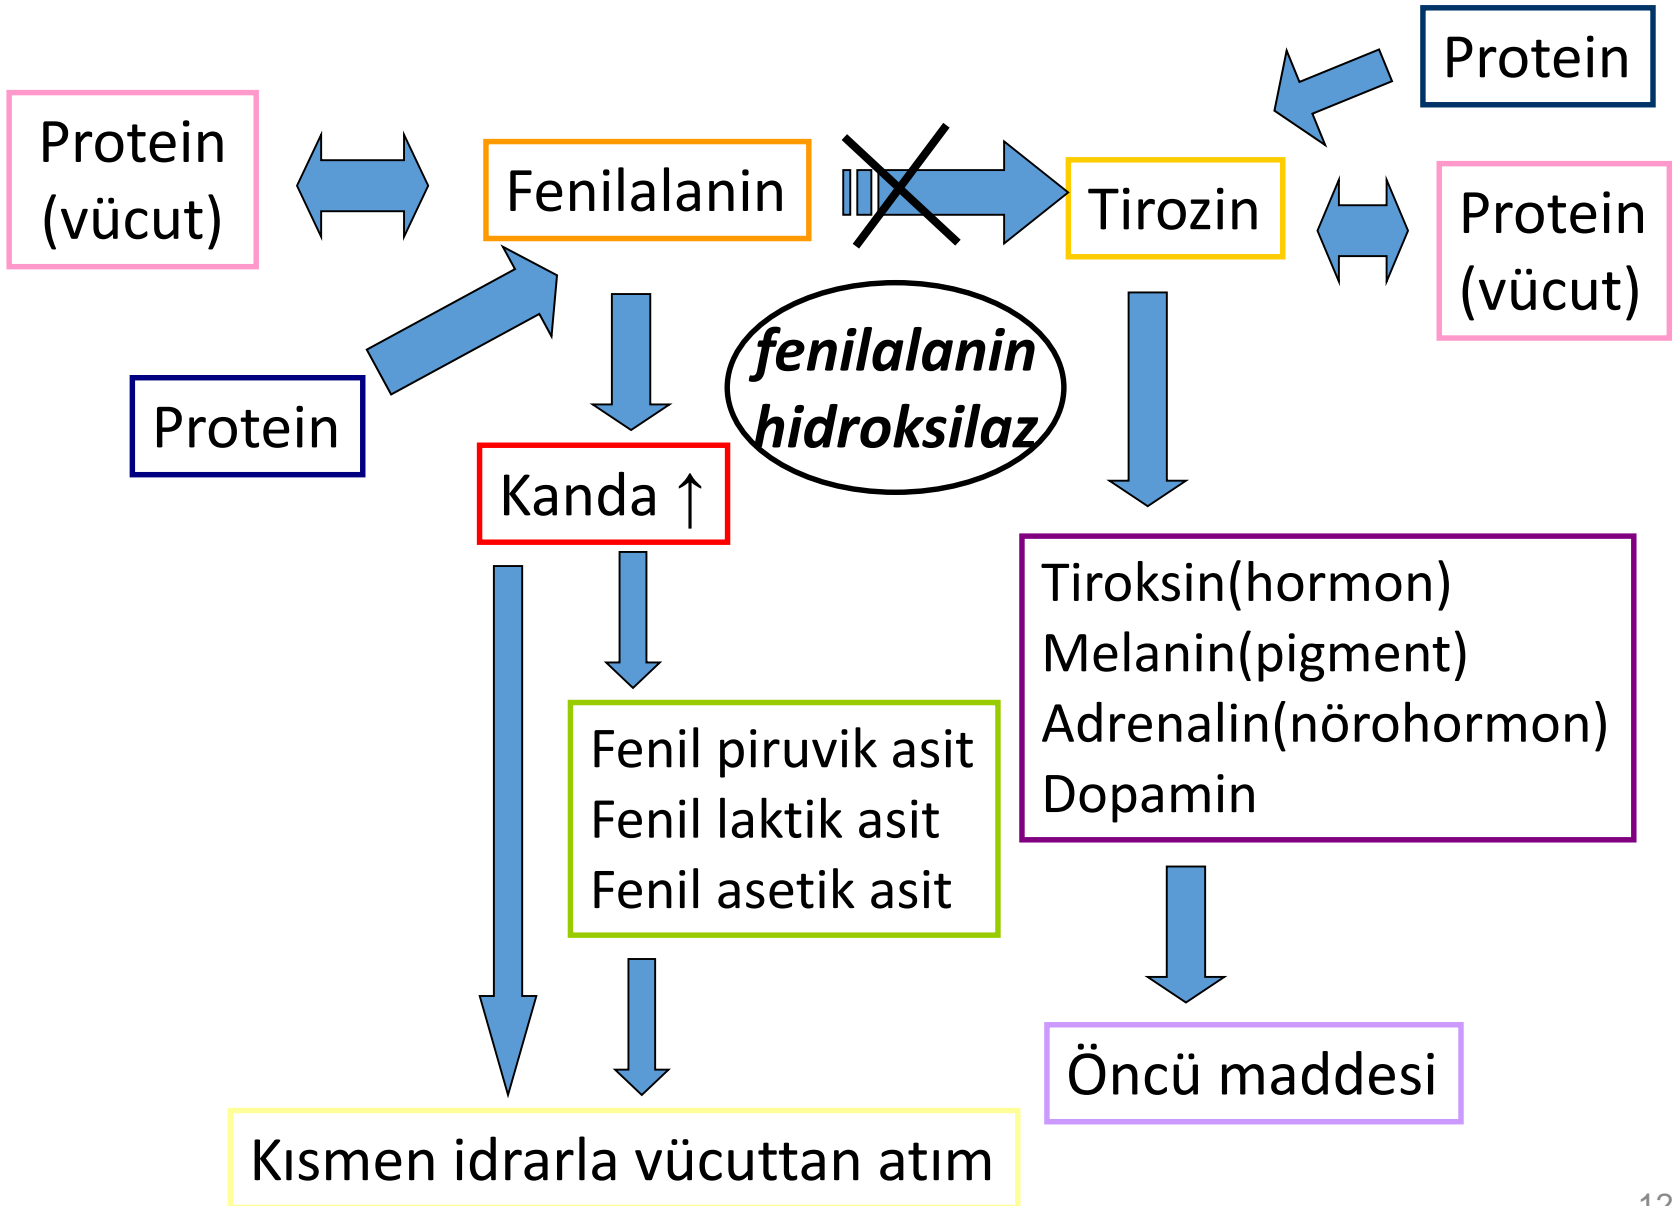 Protein
Protein
(vücut)
Fenilalanin
Tirozin
Protein
(vücut)
fenilalanin
hidroksilaz
Protein
Kanda ↑
Tiroksin(hormon)
Melanin(pigment)
Adrenalin(nörohormon)
Dopamin
Fenil piruvik asit
Fenil laktik asit
Fenil asetik asit
Öncü maddesi
Kısmen idrarla vücuttan atım
12